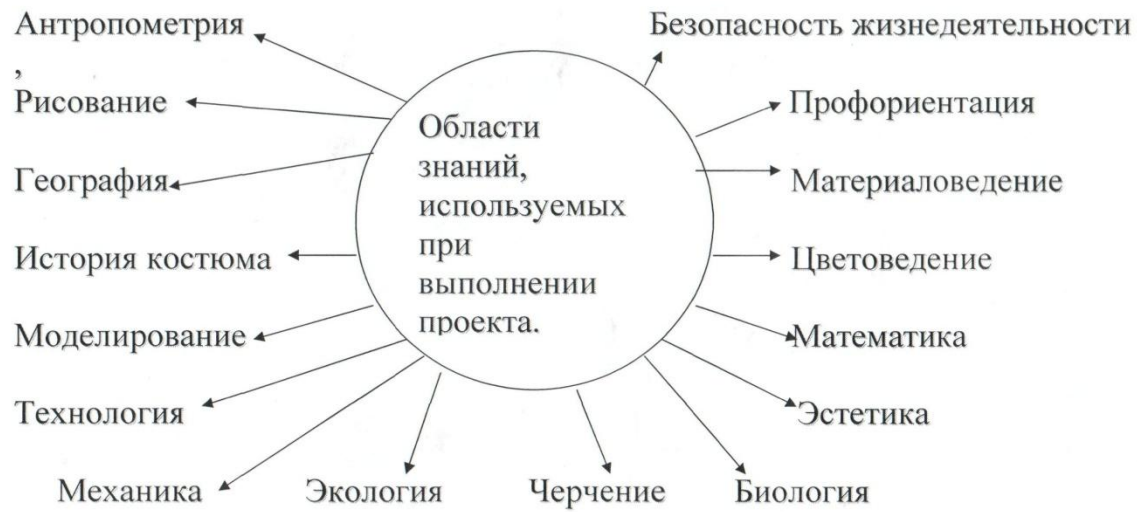 Антропометрия
,
Рисование
География
История костюма
Моделирование
Технология
Механика
Экология
Черчение
Биология
Области
знаний,
используемых
при
выполнении
проекта.
Безопасность жизнедеятельности
Профориентация
Материаловедение
Цветоведение
Математика
Эстетика